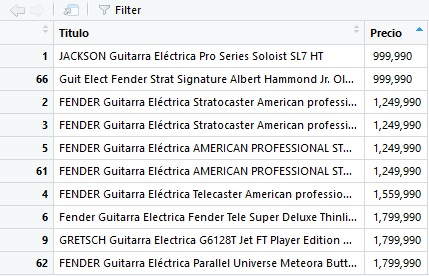 Filter
Titulo Precio
1 JACKSON Guitarra Eléctrica Pro Series Soloist SL7 HT 999,990
66 Guit Elect Fender Strat Signature Albert Hammond Jr. Ol... 999,990
2 FENDER Guitarra Eléctrica Stratocaster American professi... 1,249,990
3 FENDER Guitarra Eléctrica Stratocaster American professi... 1,249,990
5 FENDER Guitarra Eléctrica AMERICAN PROFESSIONAL ST... 1,249,990
61 FENDER Guitarra Eléctrica AMERICAN PROFESSIONAL ST... 1,249,990
4 FENDER Guitarra Eléctrica Telecaster American professio... 1,559,990
6 Fender Guitarra Electrica Fender Tele Super Deluxe Thinli... 1,799,990
9 GRETSCH Guitarra Electrica G6128T Jet FT Player Edition ... 1,799,990
62 FENDER Guitarra Eléctrica Parallel Universe Meteora Butt... 1,799,990